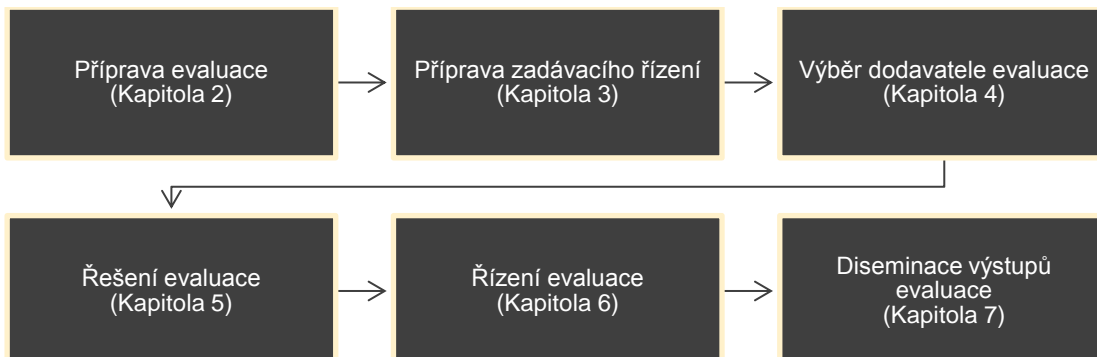 Příprava evaluace
(Kapitola 2)
Příprava zadávacího řízení
(Kapitola 3)
Výběr dodavatele evaluace
(Kapitola 4)
Řešení evaluace
(Kapitola 5)
Řízení evaluace
(Kapitola 6)
Diseminace výstupů
evaluace
(Kapitola 7)